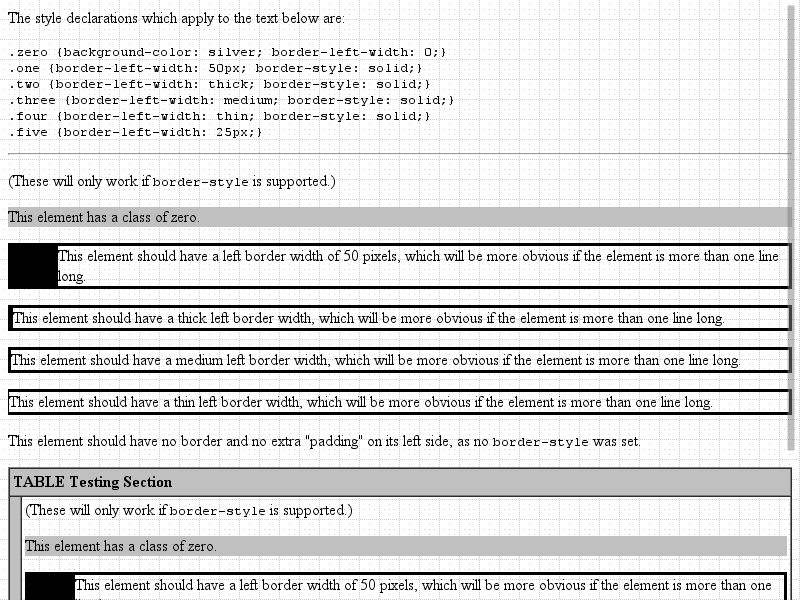 The style declarations which apply to the text below are:
.zero {background-color: silver; border-left-width: 0;}
.one {border-left-width: 50px; border-style: solid;}
.two {border-left-width: thick; border-style: solid;}
.three {border-left-width: medium; border-style: solid;}
.four {border-left-width: thin; border-style: solid;}
.five {border-left-width: 25px;}
(These will only work if border-style is supported.)
This element has a class of zero.
This element should have a left border width of 50 pixels, which will be more obvious if the element is more than one line
long.
This element should have a thick left border width, which will be more obvious if the element is more than one line long.
This element should have a medium left border width, which will be more obvious if the element is more than one line long.
This element should have a thin left border width, which will be more obvious if the element is more than one line long.
This element should have no border and no extra "padding" on its left side, as no border-style was set.
TABLE Testing Section
(These will only work if border-style is supported.)
This element has a class of zero.
This element should have a left border width of 50 pixels, which will be more obvious if the element is more than one